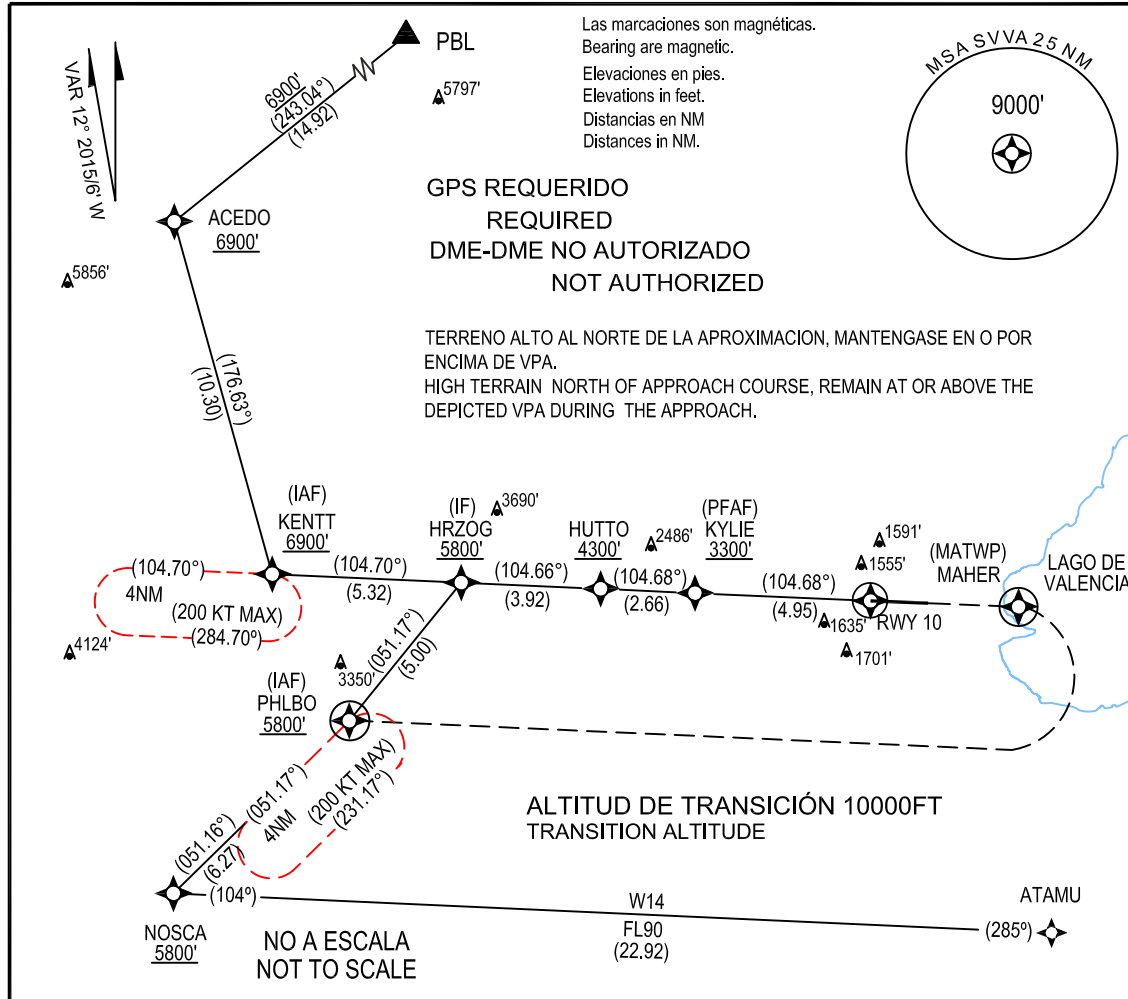 Las marcaciones son magnéticas.
Bearing are magnetic.
Elevaciones en pies.
Elevations in feet.
Distancias en NM
Distances in NM.
MSA SVVA 25 NM
9000'
VAR 12° 2015/6' W
PBL
5797'
6900'
(243.04°)
(14.92)
ACEDO
6900'
5856'
GPS REQUERIDO
REQUIRED
DME-DME NO AUTORIZADO
NOT AUTHORIZED
TERRENO ALTO AL NORTE DE LA APROXIMACION, MANTENGASE EN O POR
ENCIMA DE VPA.
HIGH TERRAIN NORTH OF APPROACH COURSE, REMAIN AT OR ABOVE THE
DEPICTED VPA DURING THE APPROACH.
(176.63°)
(10.30)
(IAF)
KENTT
6900'
(104.70°)
4NM
(200 KT MAX)
(284.70°)
4124'
(104.70°)
(5.32)
(IF)
HRZOG
5800'
3690'
(104.66°)
(3.92)
HUTTO
4300'
2486'
(104.68°)
(2.66)
(PFAF)
KYLIE
3300'
(104.68°)
(4.95)
1591'
1555'
1635'
RWY 10
1701'
(MATWP)
MAHER
LAGO DE
VALENCIA
(051.17°)
(5.00)
3350'
(IAF)
PHLBO
5800'
(051.17°)
4NM
(200 KT MAX)
(231.17°)
(051.16°)
(6.27)
ALTITUD DE TRANSICIÓN 10000FT
TRANSITION ALTITUDE
NOSCA
5800'
(104º)
W14
FL90
(22.92)
(285º)
ATAMU
NO A ESCALA
NOT TO SCALE